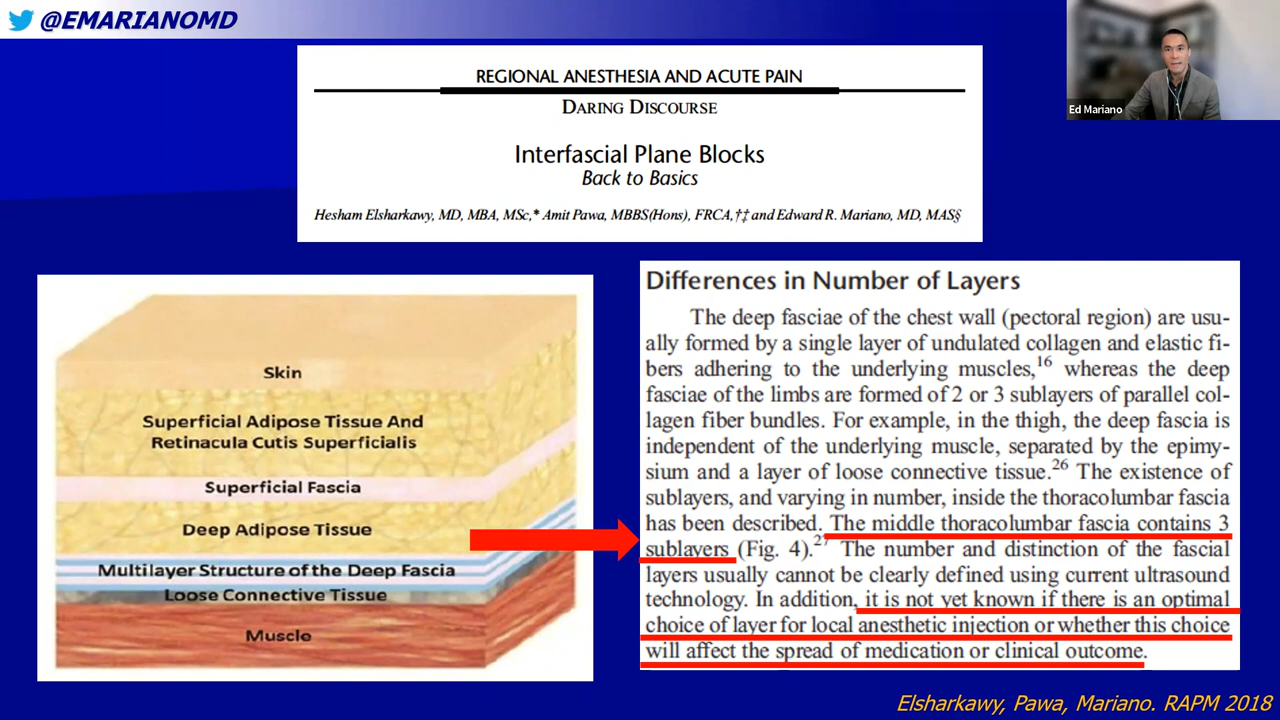 @EMARIANOMD
Ed Mariano
REGIONAL ANESTHESIA AND ACUTE PAIN
DARING DISCOURSE
Interfascial Plane Blocks
Back to Basics
Hesham Elsharkawy, MD, MBA, MSc,* Amit Pawa, MBBS(Hons), FRCA,†‡ and Edward R. Mariano, MD, MAS§
Skin
Superficial Adipose Tissue And
Retinacula Cutis Superficialis
Superficial Fascia
Deep Adipose Tissue
Multilayer Structure of the Deep Fascia
Loose Connective Tissue
Muscle
Differences in Number of Layers
The deep fasciae of the chest wall (pectoral region) are usu-
ally formed by a single layer of undulated collagen and elastic fi-
bers adhering to the underlying muscles,16 whereas the deep
fasciae of the limbs are formed of 2 or 3 sublayers of parallel col-
lagen fiber bundles. For example, in the thigh, the deep fascia is
independent of the underlying muscle, separated by the epimy-
sium and a layer of loose connective tissue.26 The existence of
sublayers, and varying in number, inside the thoracolumbar fascia
has been described. The middle thoracolumbar fascia contains 3
sublayers (Fig. 4).27 The number and distinction of the fascial
layers usually cannot be clearly defined using current ultrasound
technology. In addition, it is not yet known if there is an optimal
choice of layer for local anesthetic injection or whether this choice
will affect the spread of medication or clinical outcome.
Elsharkawy, Pawa, Mariano. RAPM 2018